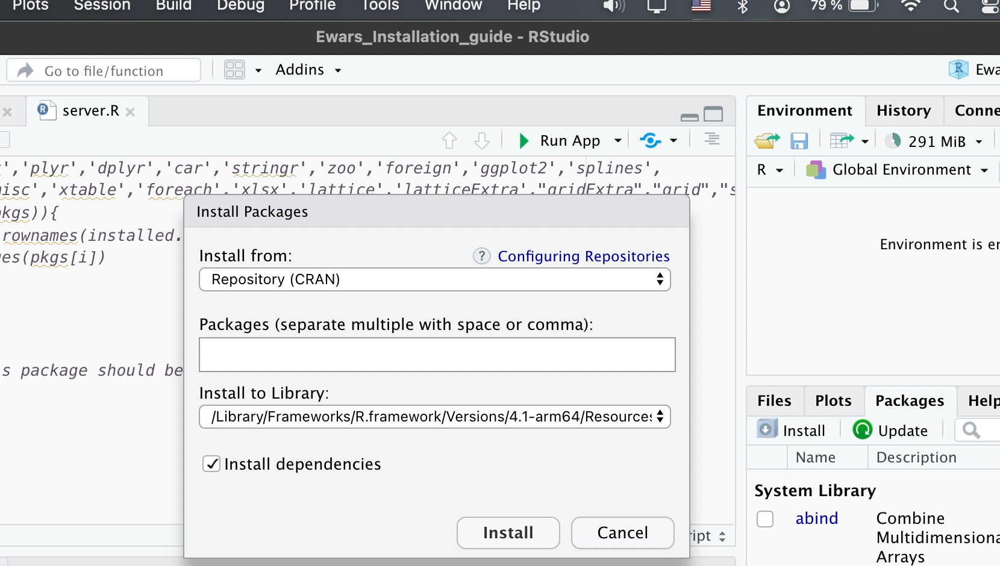 Plots Session Build Debug Profile Tools Window Help 79 %
Ewars_Installation_guide - RStudio
Go to file/function Addins
server.R
Run App
','plyr','dplyr','car','stringr','zoo','foreign','ggplot2','splines',
isc','xtable','foreach','xlsx','lattice','latticeExtra',"gridExtra","grid","s
kgs)){
rownames(installed.
es(pkgs[i])
s package should be
Install Packages
Install from: ? Configuring Repositories
Repository (CRAN)
Packages (separate multiple with space or comma):
Install to Library:
/Library/Frameworks/R.framework/Versions/4.1-arm64/Resources
Install dependencies
Install Cancel
ipt
Ewa
Environment History Conne
291 MiB
R Global Environment
Environment is e
Files Plots Packages Help
Install Update
Name Description
System Library
abind Combine
Multidimensiona
Arrays